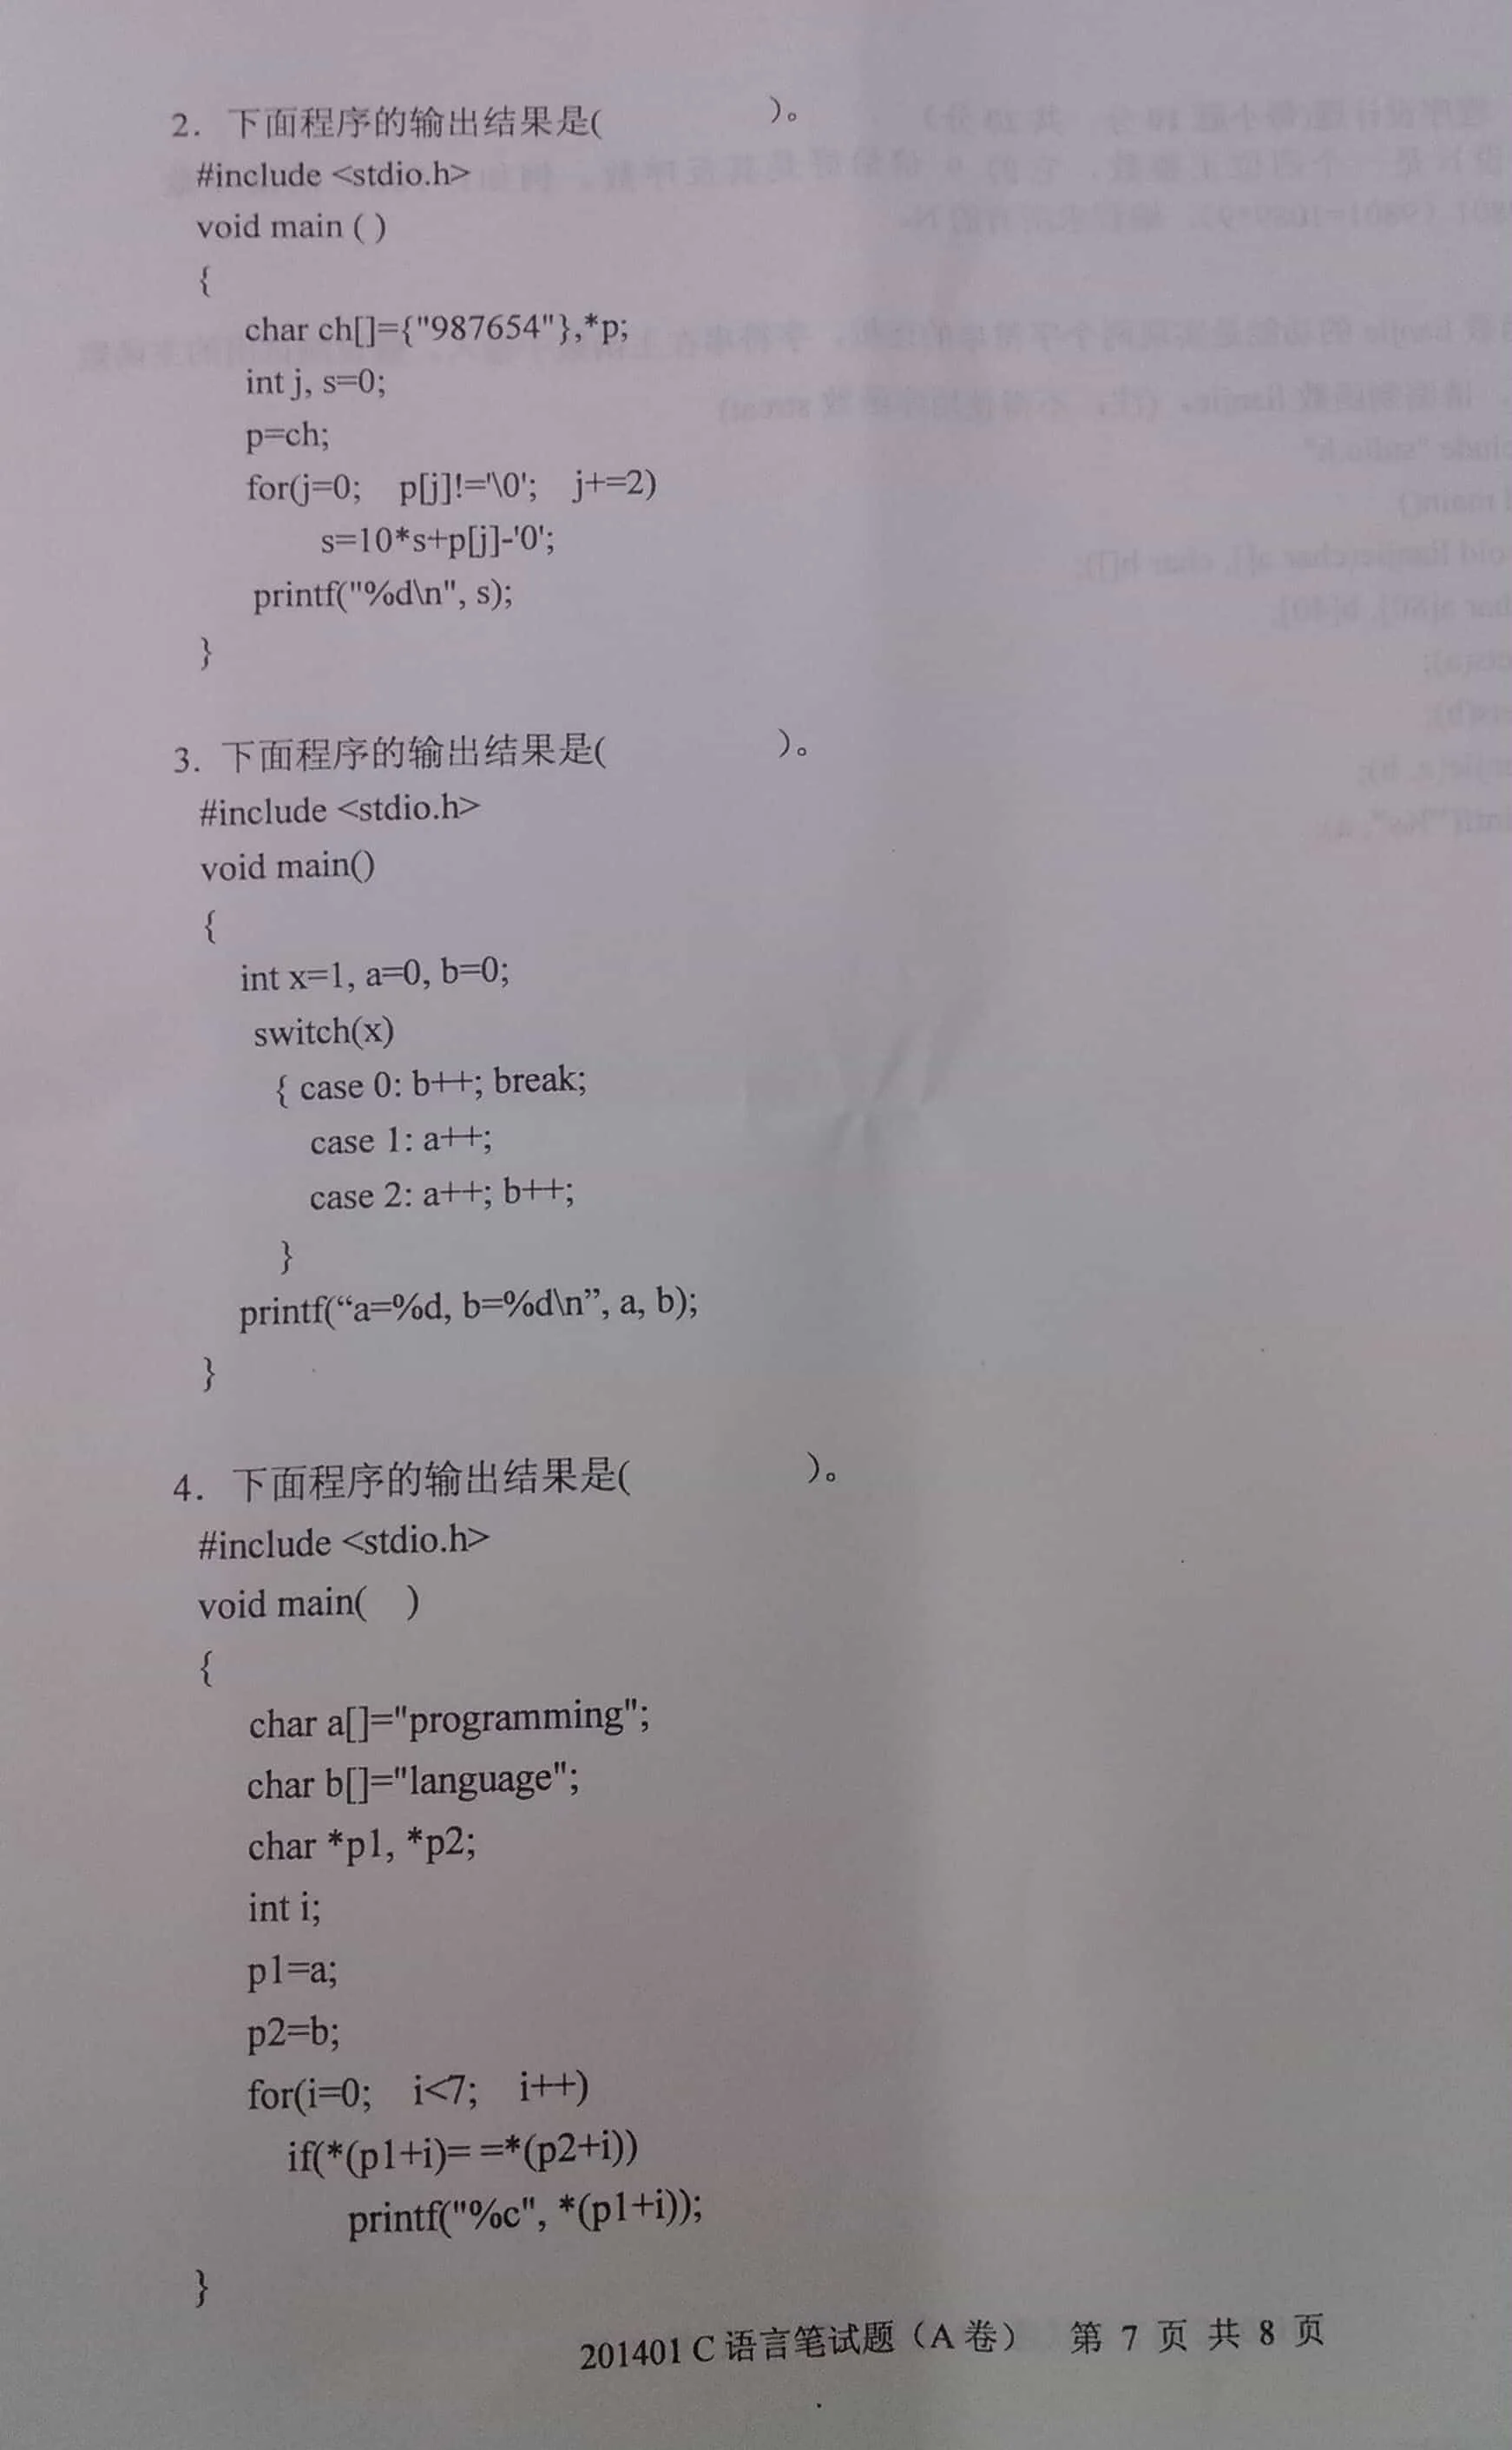 2. 下面程序的输出结果是( )。
#include <stdio.h>
void main ( )
{
char ch[]={"987654"},*p;
int j, s=0;
p=ch;
for(j=0; p[j]!='\0'; j+=2)
s=10*s+p[j]-'0';
printf("%d\n", s);
}
3. 下面程序的输出结果是( )。
#include <stdio.h>
void main()
{
int x=1, a=0, b=0;
switch(x)
{ case 0: b++; break;
case 1: a++;
case 2: a++; b++;
}
printf(“a=%d, b=%d\n”, a, b);
}
4. 下面程序的输出结果是( )。
#include <stdio.h>
void main( )
{
char a[]="programming";
char b[]="language";
char *p1, *p2;
int i;
p1=a;
p2=b;
for(i=0; i<7; i++)
if(*(p1+i)= =*(p2+i))
printf("%c", *(p1+i));
}
201401 C 语言笔试题（A 卷） 第 7 页 共 8 页